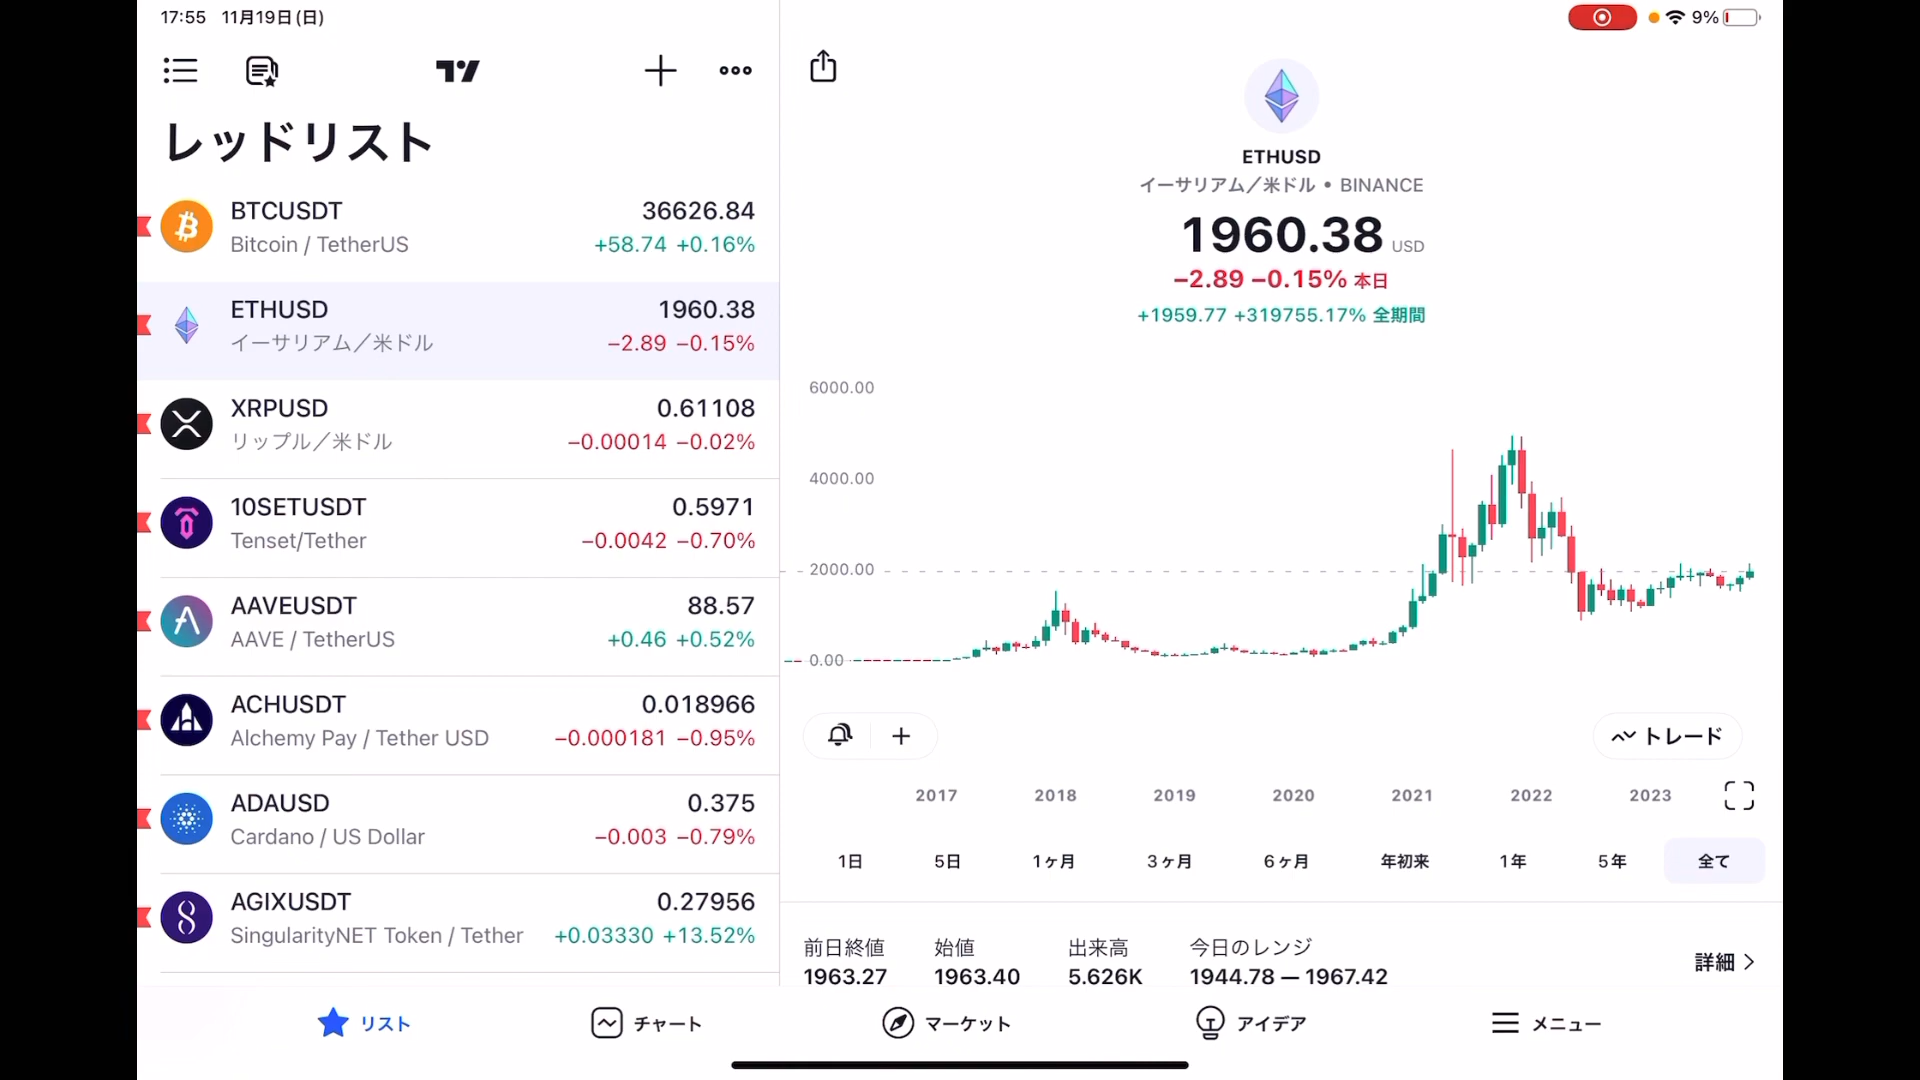 17:55 11月19日(日)
9%
レッドリスト
BTCUSDT 36626.84
Bitcoin / TetherUS +58.74 +0.16%
ETHUSD 1960.38
イーサリアム／米ドル −2.89 −0.15%
XRPUSD 0.61108
リップル／米ドル −0.00014 −0.02%
10SETUSDT 0.5971
Tenset/Tether −0.0042 −0.70%
AAVEUSDT 88.57
AAVE / TetherUS +0.46 +0.52%
ACHUSDT 0.018966
Alchemy Pay / Tether USD −0.000181 −0.95%
ADAUSD 0.375
Cardano / US Dollar −0.003 −0.79%
AGIXUSDT 0.27956
SingularityNET Token / Tether +0.03330 +13.52%
ETHUSD
イーサリアム／米ドル • BINANCE
1960.38 USD
−2.89 −0.15% 本日
+1959.77 +319755.17% 全期間
6000.00
4000.00
2000.00
0.00
トレード
2017 2018 2019 2020 2021 2022 2023
1日 5日 1ヶ月 3ヶ月 6ヶ月 年初来 1年 5年 全て
前日終値 始値 出来高 今日のレンジ
1963.27 1963.40 5.626K 1944.78 — 1967.42
詳細
リスト チャート マーケット アイデア メニュー